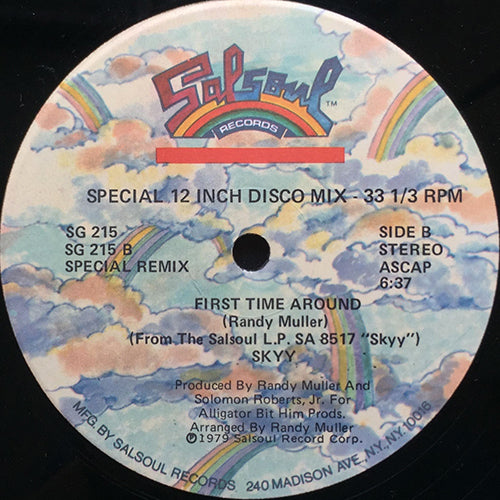 Salsoul TM
RECORDS
SPECIAL 12 INCH DISCO MIX - 33 1/3 RPM
SG 215
SG 215 B
SPECIAL REMIX
SIDE B
STEREO
ASCAP
6:37
FIRST TIME AROUND
(Randy Muller)
(From The Salsoul L.P. SA 8517 "Skyy")
SKYY
Produced By Randy Muller And
Solomon Roberts, Jr. For
Alligator Bit Him Prods.
Arranged By Randy Muller
Ⓟ1979 Salsoul Record Corp.
MFG. BY SALSOUL RECORDS 240 MADISON AVE., NY, NY. 10016